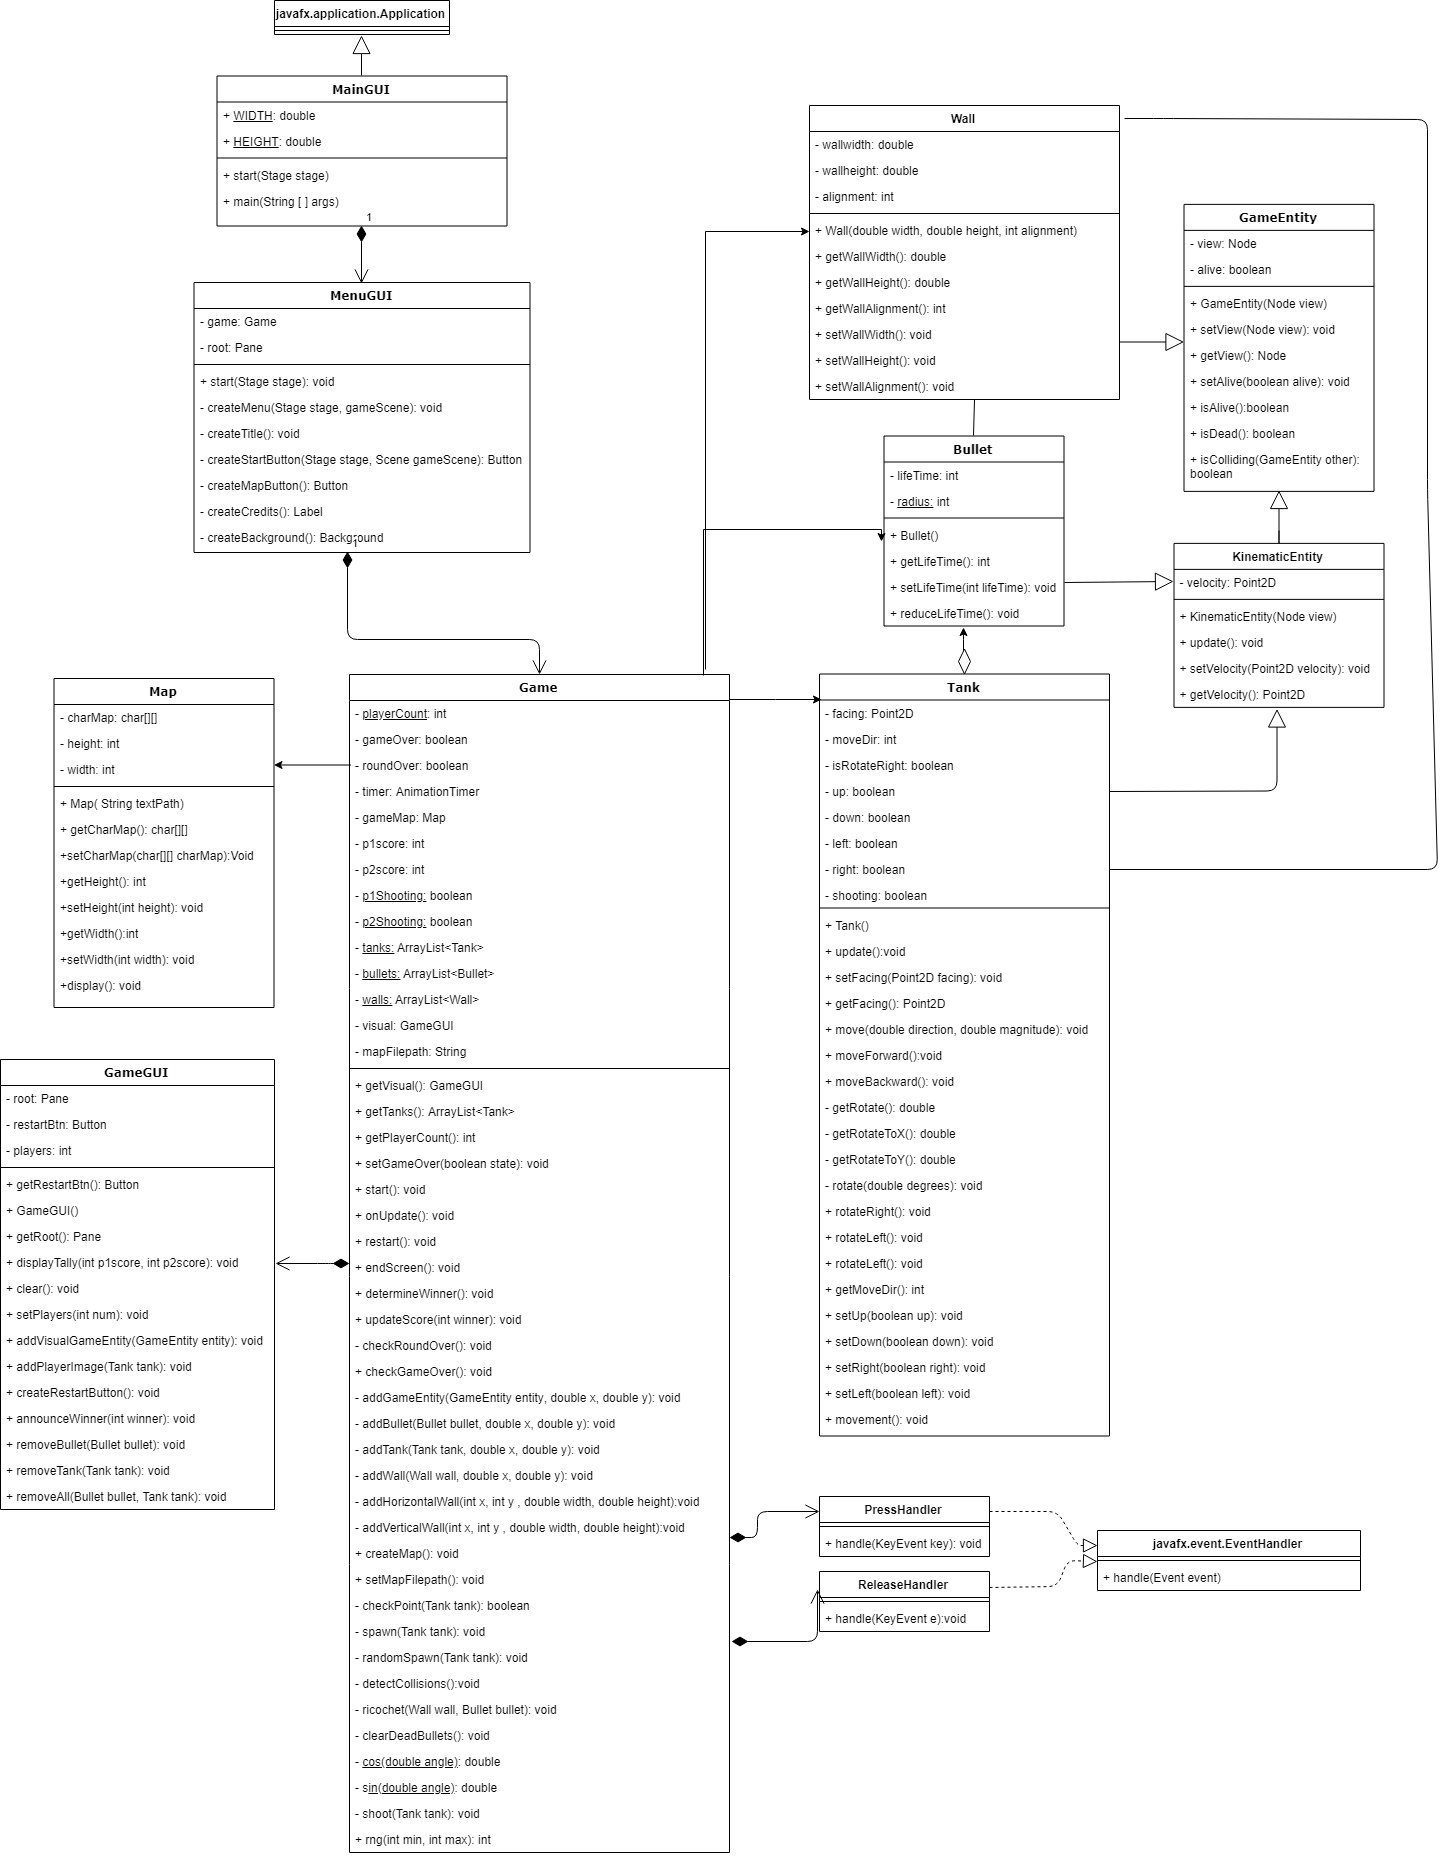 javafx.application.Application
MainGUI
+ WIDTH: double
+ HEIGHT: double
+ start(Stage stage)
+ main(String [ ] args)
1
MenuGUI
- game: Game
- root: Pane
+ start(Stage stage): void
- createMenu(Stage stage, gameScene): void
- createTitle(): void
- createStartButton(Stage stage, Scene gameScene): Button
- createMapButton(): Button
- createCredits(): Label
- createBackground(): Background
1
Wall
- wallwidth: double
- wallheight: double
- alignment: int
+ Wall(double width, double height, int alignment)
+ getWallWidth(): double
+ getWallHeight(): double
+ getWallAlignment(): int
+ setWallWidth(): void
+ setWallHeight(): void
+ setWallAlignment(): void
GameEntity
- view: Node
- alive: boolean
+ GameEntity(Node view)
+ setView(Node view): void
+ getView(): Node
+ setAlive(boolean alive): void
+ isAlive():boolean
+ isDead(): boolean
+ isColliding(GameEntity other):
boolean
Bullet
- lifeTime: int
- radius: int
+ Bullet()
+ getLifeTime(): int
+ setLifeTime(int lifeTime): void
+ reduceLifeTime(): void
KinematicEntity
- velocity: Point2D
+ KinematicEntity(Node view)
+ update(): void
+ setVelocity(Point2D velocity): void
+ getVelocity(): Point2D
Map
- charMap: char[][]
- height: int
- width: int
+ Map( String textPath)
+ getCharMap(): char[][]
+setCharMap(char[][] charMap):Void
+getHeight(): int
+setHeight(int height): void
+getWidth():int
+setWidth(int width): void
+display(): void
Game
- playerCount: int
- gameOver: boolean
- roundOver: boolean
- timer: AnimationTimer
- gameMap: Map
- p1score: int
- p2score: int
- p1Shooting: boolean
- p2Shooting: boolean
- tanks: ArrayList<Tank>
- bullets: ArrayList<Bullet>
- walls: ArrayList<Wall>
- visual: GameGUI
- mapFilepath: String
+ getVisual(): GameGUI
+ getTanks(): ArrayList<Tank>
+ getPlayerCount(): int
+ setGameOver(boolean state): void
+ start(): void
+ onUpdate(): void
+ restart(): void
+ endScreen(): void
+ determineWinner(): void
+ updateScore(int winner): void
- checkRoundOver(): void
+ checkGameOver(): void
- addGameEntity(GameEntity entity, double x, double y): void
- addBullet(Bullet bullet, double x, double y): void
- addTank(Tank tank, double x, double y): void
- addWall(Wall wall, double x, double y): void
- addHorizontalWall(int x, int y , double width, double height):void
- addVerticalWall(int x, int y , double width, double height):void
+ createMap(): void
+ setMapFilepath(): void
- checkPoint(Tank tank): boolean
- spawn(Tank tank): void
- randomSpawn(Tank tank): void
- detectCollisions():void
- ricochet(Wall wall, Bullet bullet): void
- clearDeadBullets(): void
- cos(double angle): double
- sin(double angle): double
- shoot(Tank tank): void
+ rng(int min, int max): int
Tank
- facing: Point2D
- moveDir: int
- isRotateRight: boolean
- up: boolean
- down: boolean
- left: boolean
- right: boolean
- shooting: boolean
+ Tank()
+ update():void
+ setFacing(Point2D facing): void
+ getFacing(): Point2D
+ move(double direction, double magnitude): void
+ moveForward():void
+ moveBackward(): void
- getRotate(): double
- getRotateToX(): double
- getRotateToY(): double
- rotate(double degrees): void
+ rotateRight(): void
+ rotateLeft(): void
+ rotateLeft(): void
+ getMoveDir(): int
+ setUp(boolean up): void
+ setDown(boolean down): void
+ setRight(boolean right): void
+ setLeft(boolean left): void
+ movement(): void
GameGUI
- root: Pane
- restartBtn: Button
- players: int
+ getRestartBtn(): Button
+ GameGUI()
+ getRoot(): Pane
+ displayTally(int p1score, int p2score): void
+ clear(): void
+ setPlayers(int num): void
+ addVisualGameEntity(GameEntity entity): void
+ addPlayerImage(Tank tank): void
+ createRestartButton(): void
+ announceWinner(int winner): void
+ removeBullet(Bullet bullet): void
+ removeTank(Tank tank): void
+ removeAll(Bullet bullet, Tank tank): void
PressHandler
+ handle(KeyEvent key): void
ReleaseHandler
+ handle(KeyEvent e):void
javafx.event.EventHandler
+ handle(Event event)